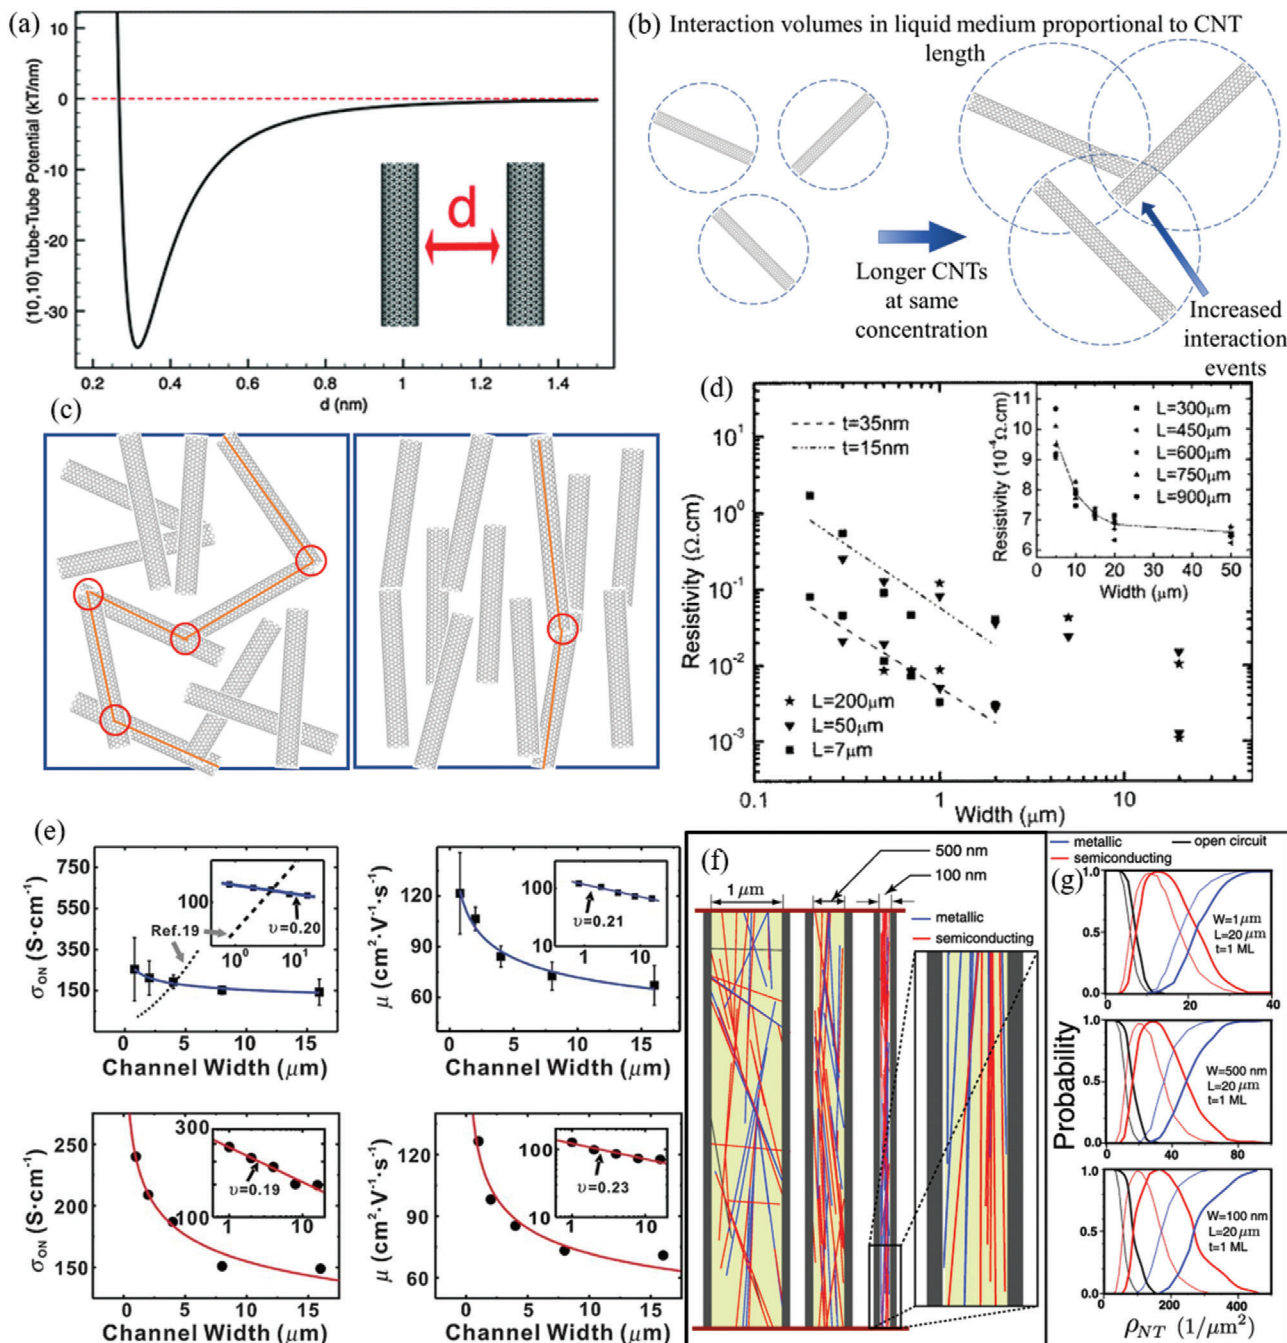 (a)
(10,10) Tube-Tube Potential (kT/nm)
0
-10
-20
-30
d
0.2
0.4
0.6
0.8
1
1.2
1.4
d (nm)
(b) Interaction volumes in liquid medium proportional to CNT
length
Longer CNTs
at same
concentration
Increased
interaction
events
(c)
(d)
Resistivity (Ω.cm)
10¹
10⁰
10⁻¹
10⁻²
10⁻³
t=35nm
t=15nm
L=200μm
L=50μm
L=7μm
0.1
1
10
Width (μm)
Resistivity (10⁻⁴Ω.cm)
11
10
9
8
7
6
L=300μm
L=450μm
L=600μm
L=750μm
L=900μm
0
10
20
30
40
50
Width (μm)
(e)
σON (S·cm⁻¹)
750
550
350
250
150
Ref.19
100
υ=0.20
10⁰
10¹
0
5
10
15
Channel Width (μm)
μ (cm²·V⁻¹·s⁻¹)
120
90
60
100
υ=0.21
10
1
10
0
5
10
15
Channel Width (μm)
σON (S·cm⁻¹)
250
200
150
300
υ=0.19
100
1
10
0
5
10
15
Channel Width (μm)
μ (cm²·V⁻¹·s⁻¹)
120
90
60
100
υ=0.23
10
1
10
0
5
10
15
Channel Width (μm)
(f)
500 nm
100 nm
1 μm
metallic
semiconducting
metallic
open circuit
semiconducting
(g)
Probability
1.0
0.5
0.0
W=1μm
L=20 μm
t=1 ML
0
20
40
1.0
0.5
0.0
W=500 nm
L=20 μm
t=1 ML
0
20
40
80
1.0
0.5
0.0
W=100 nm
L=20 μm
t=1 ML
0
200
400
ρNT (1/μm²)